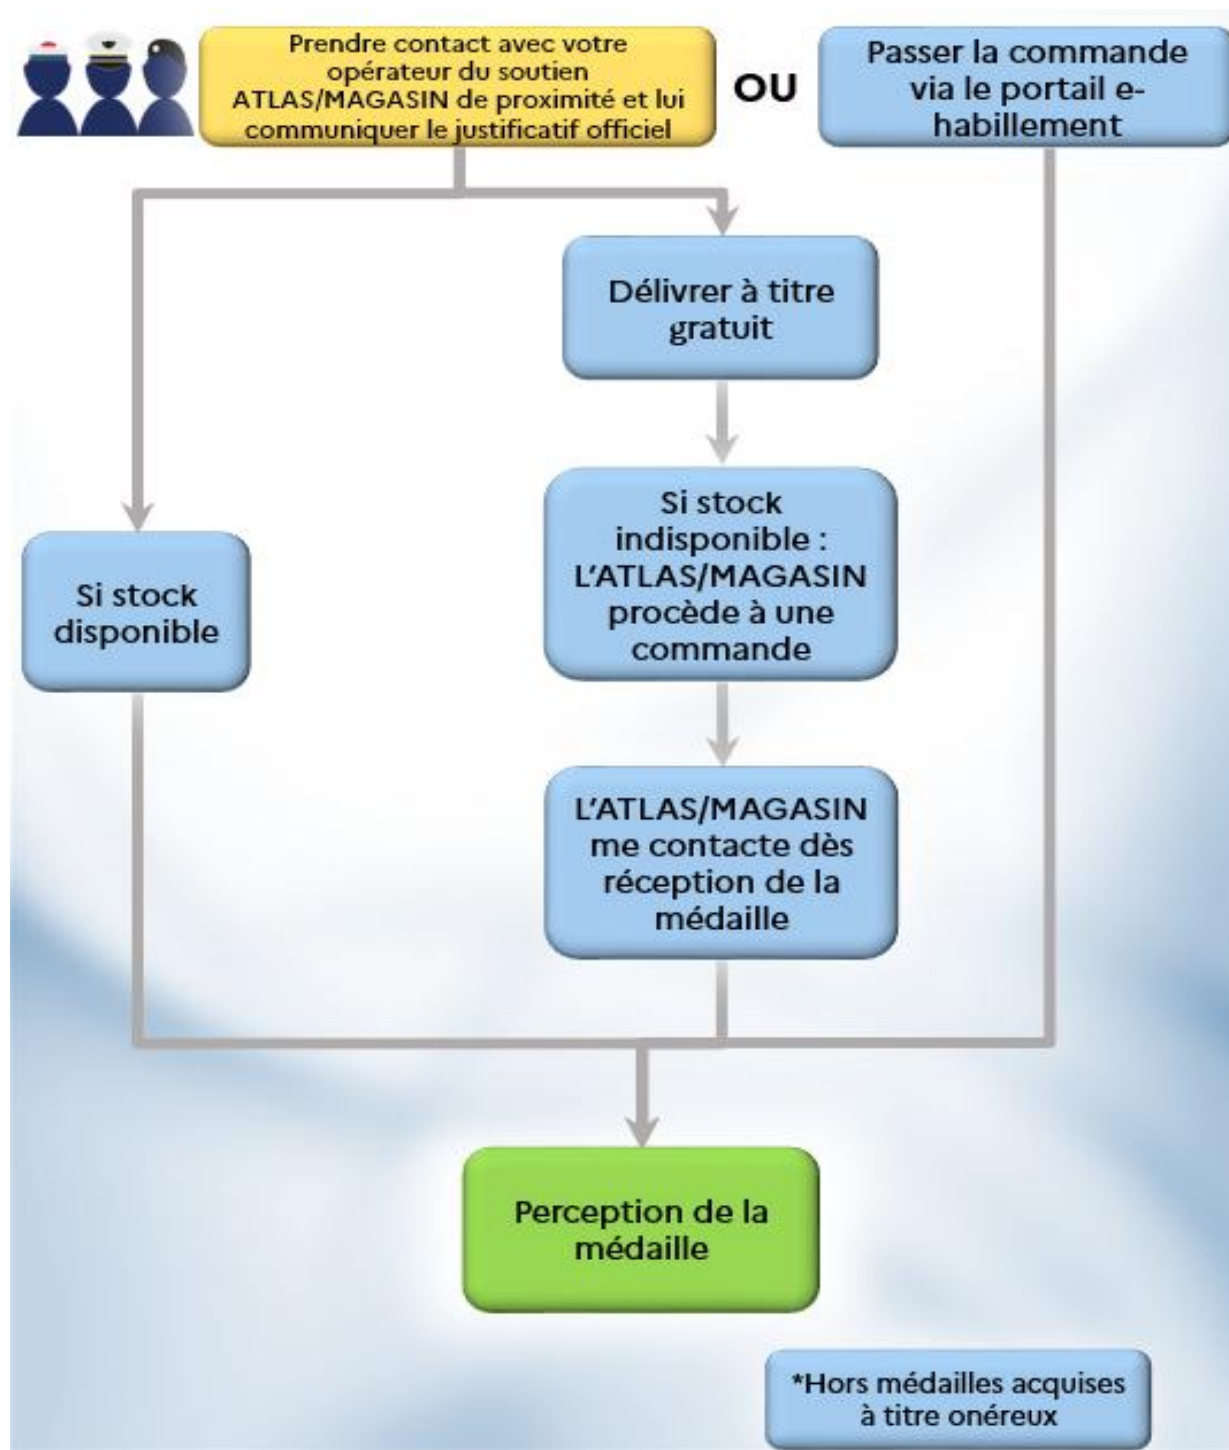 Prendre contact avec votre
opérateur du soutien
ATLAS/MAGASIN de proximité et lui
communiquer le justificatif officiel
OU
Passer la commande
via le portail e-
habillement
Délivrer à titre
gratuit
Si stock
disponible
Si stock
indisponible :
L'ATLAS/MAGASIN
procède à une
commande
L'ATLAS/MAGASIN
me contacte dès
réception de la
médaille
Perception de la
médaille
*Hors médailles acquises
à titre onéreux